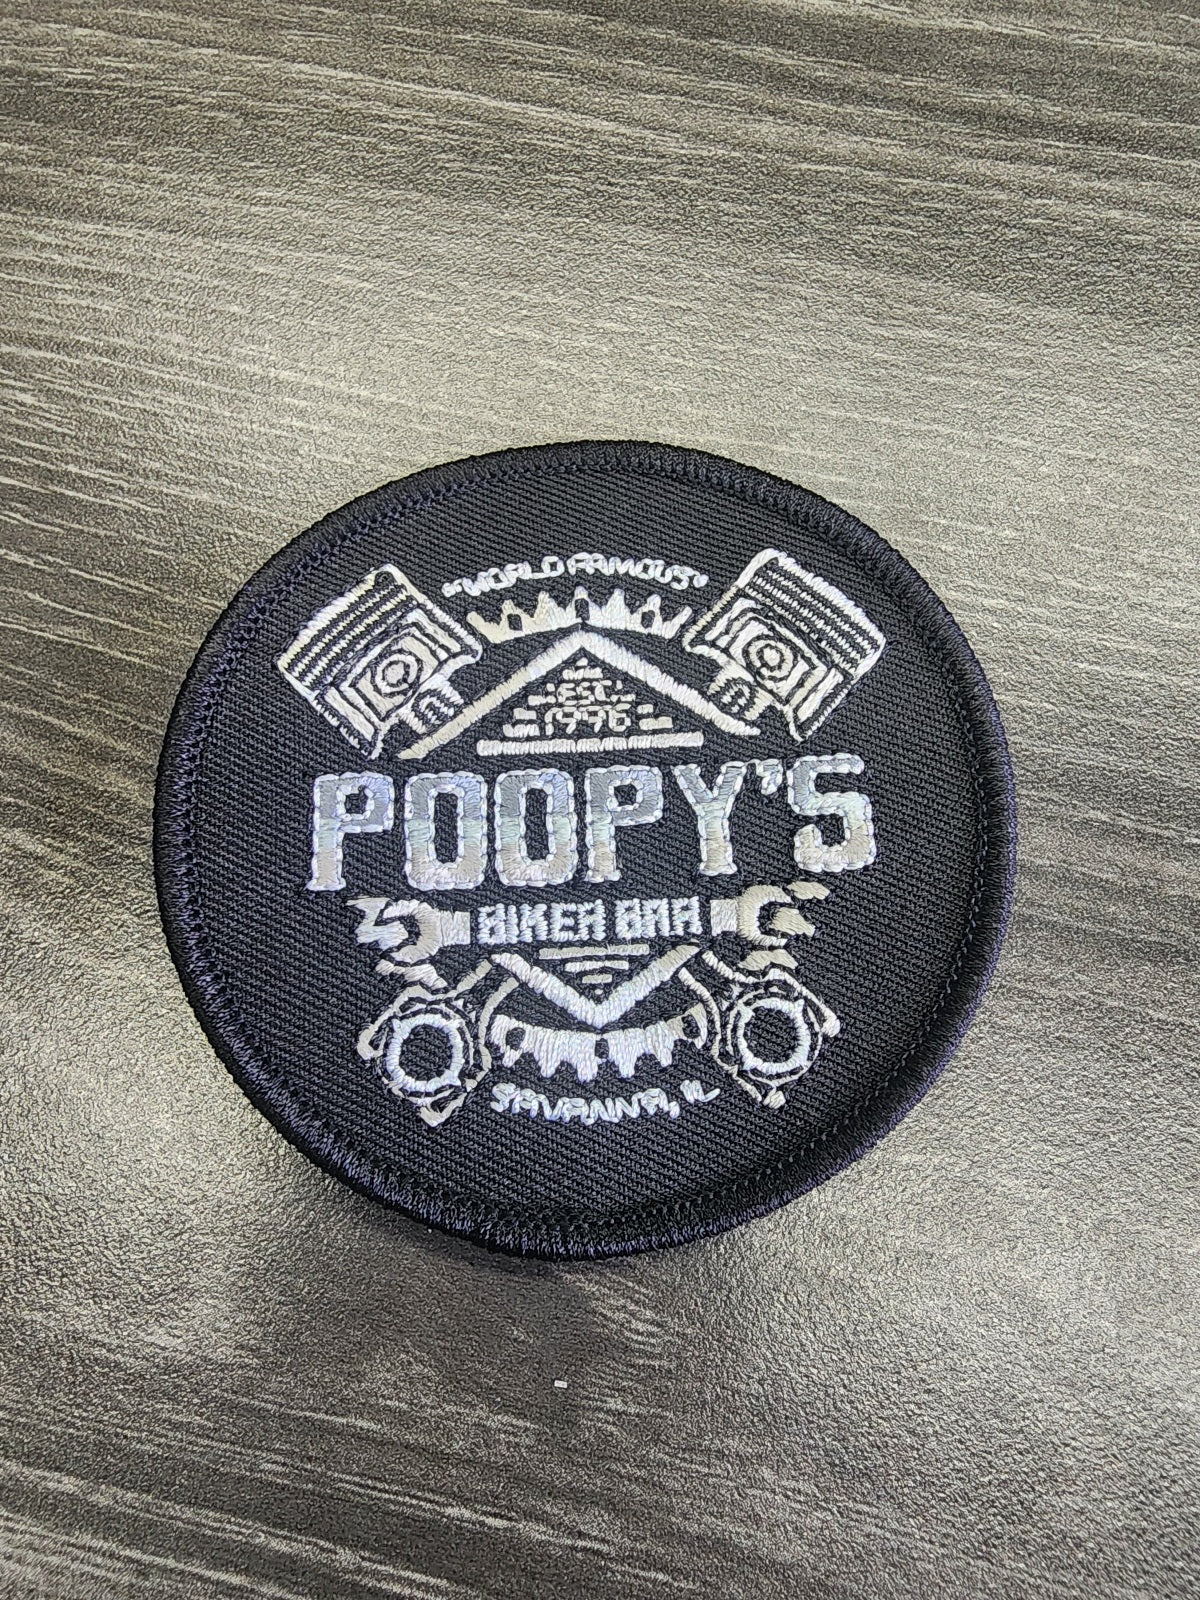 "WORLD FAMOUS"
EST.
1996
POOPY'S
BIKER BAR
SAVANNA, IL